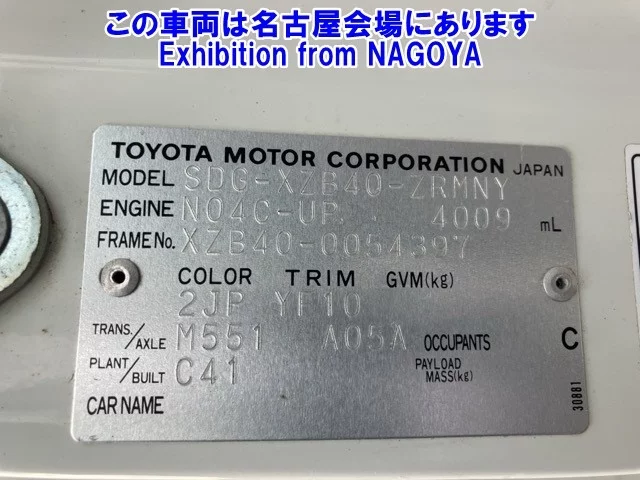 この車両は名古屋会場にあります
Exhibition from NAGOYA
TOYOTA MOTOR CORPORATION JAPAN
MODEL SDG-XZB40-ZRMNY
ENGINE N04C-UP 4009 mL
FRAME No. XZB40-0054397
COLOR TRIM GVM(kg)
2JP YF10
TRANS./AXLE M551 A05A OCCUPANTS C
PLANT/BUILT C41 PAYLOAD MASS(kg)
CAR NAME
30881